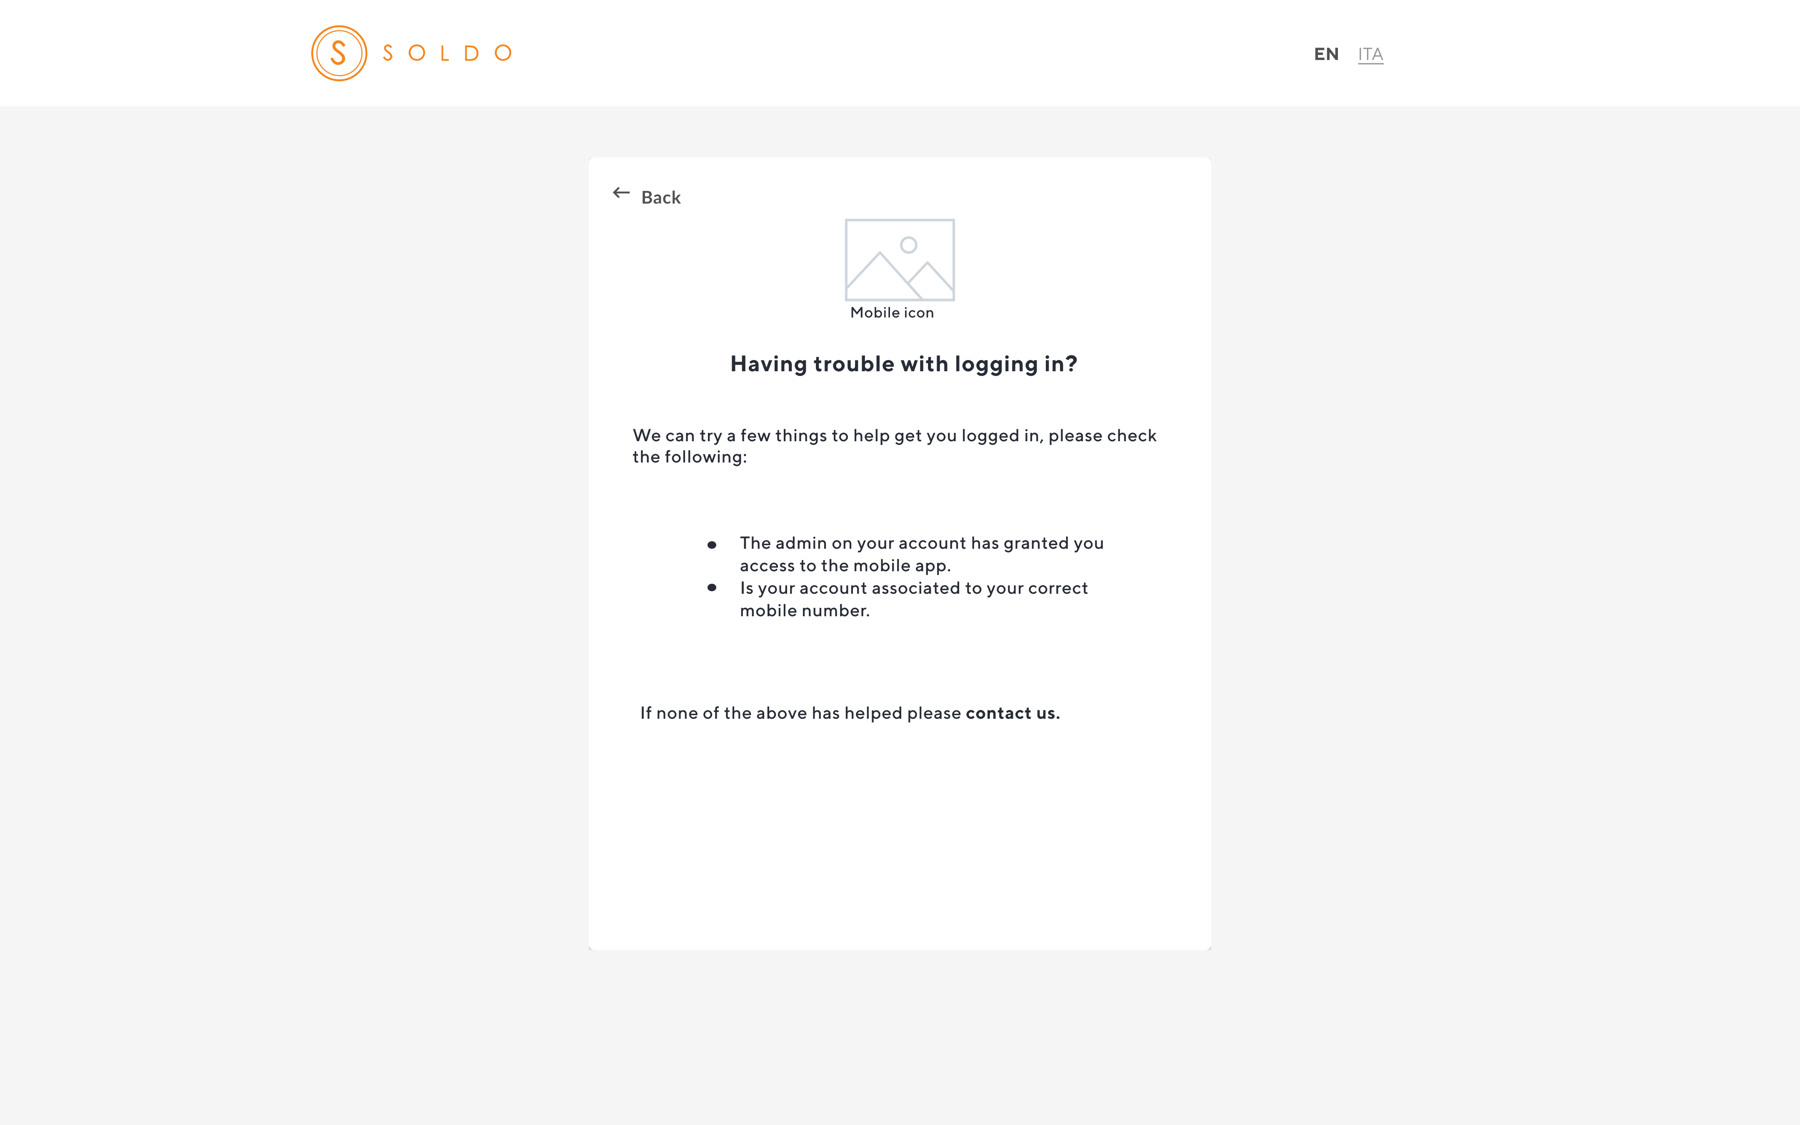 S SOLDO
EN ITA
Back
Mobile icon
Having trouble with logging in?
We can try a few things to help get you logged in, please check
the following:
• The admin on your account has granted you
access to the mobile app.
• Is your account associated to your correct
mobile number.
If none of the above has helped please contact us.